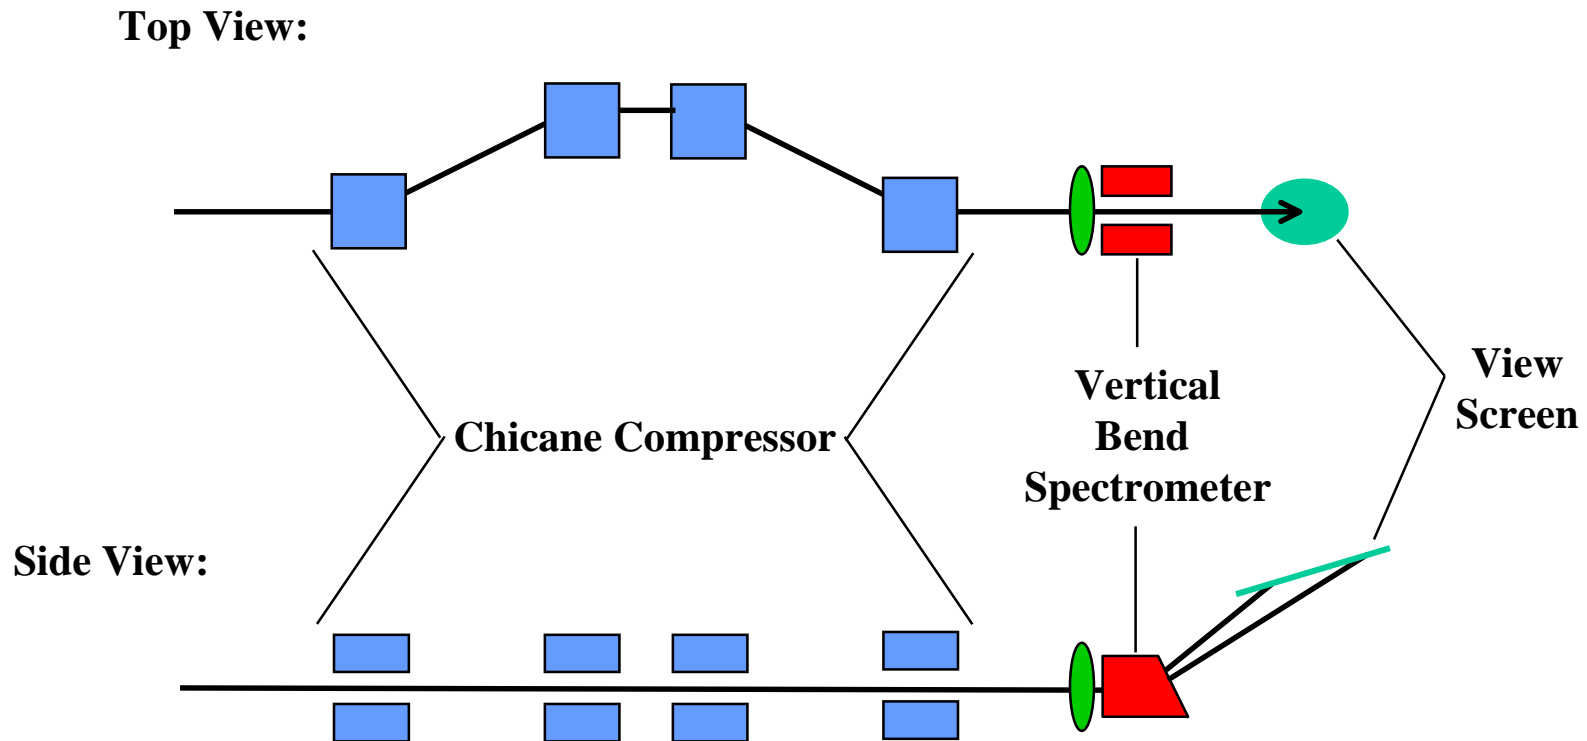 Top View:
View
Screen
Vertical
Bend
Spectrometer
Chicane Compressor
Side View: